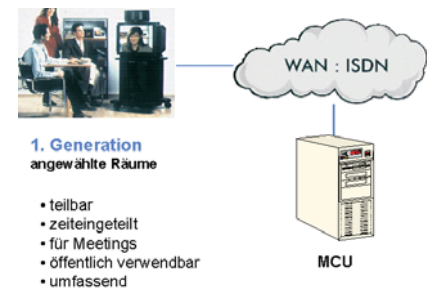 WAN : ISDN
1. Generation
angewählte Räume
• teilbar
• zeiteingeteilt
• für Meetings
• öffentlich verwendbar
• umfassend
MCU